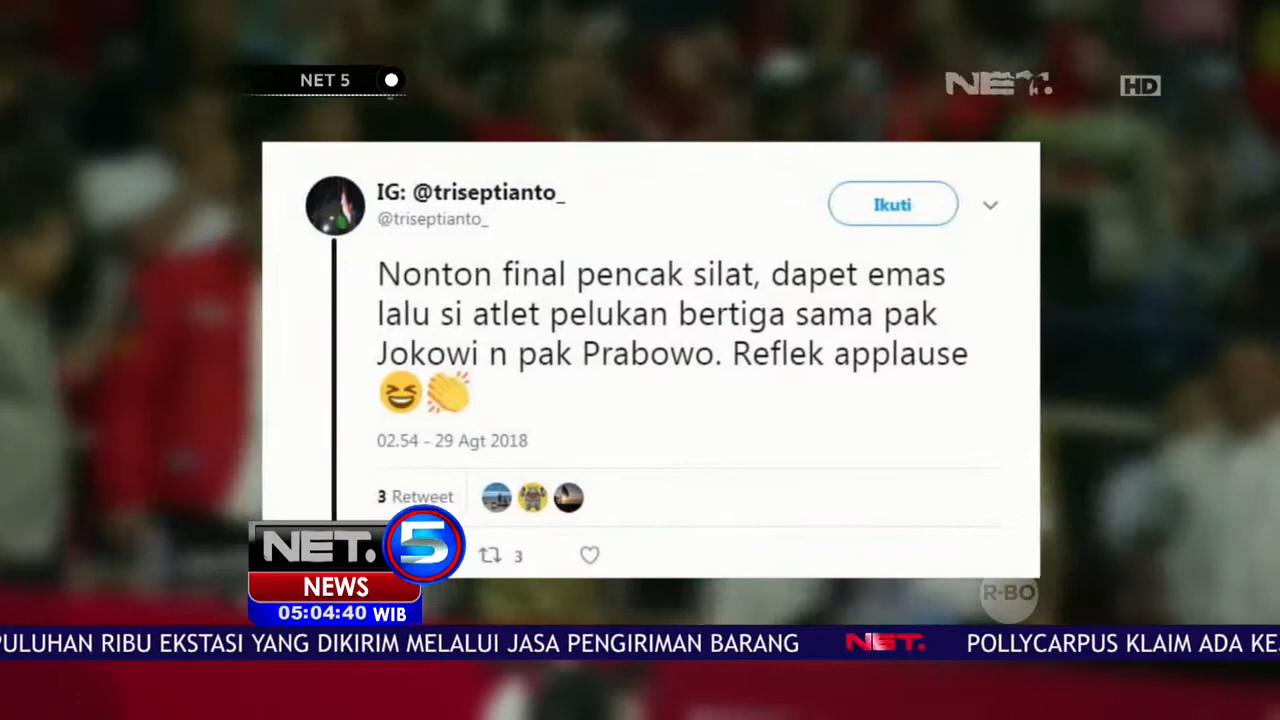 NET 5
NET.
HD
IG: @triseptianto_
@triseptianto_
Ikuti
Nonton final pencak silat, dapet emas
lalu si atlet pelukan bertiga sama pak
Jokowi n pak Prabowo. Reflek applause
02.54 - 29 Agt 2018
3 Retweet
3
NET. 5
NEWS
05:04:40 WIB
R-BO
PULUHAN RIBU EKSTASI YANG DIKIRIM MELALUI JASA PENGIRIMAN BARANG NET. POLLYCARPUS KLAIM ADA